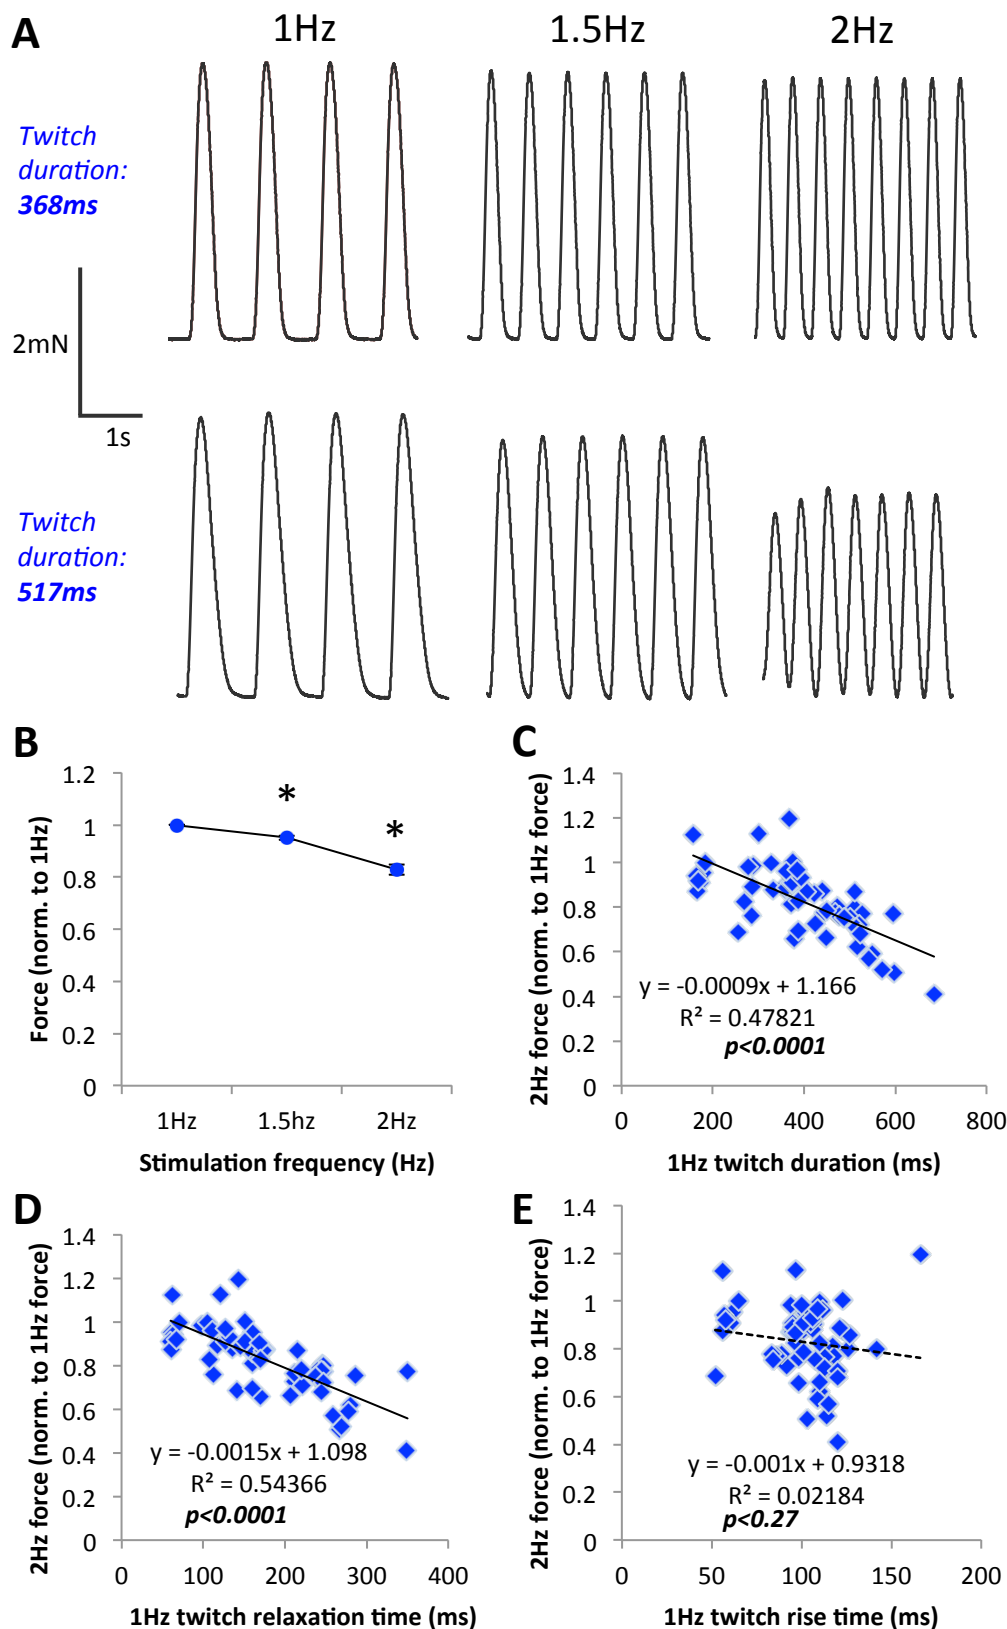 A
1Hz
1.5Hz
2Hz
Twitch
duration:
368ms
2mN
1s
Twitch
duration:
517ms
B
Force (norm. to 1Hz)
1.2
1
0.8
0.6
0.4
0.2
0
*
*
1Hz
1.5hz
2Hz
Stimulation frequency (Hz)
C
2Hz force (norm. to 1Hz force)
1.4
1.2
1
0.8
0.6
0.4
0.2
0
y = -0.0009x + 1.166
R² = 0.47821
p<0.0001
0
200
400
600
800
1Hz twitch duration (ms)
D
2Hz force (norm. to 1Hz force)
1.4
1.2
1
0.8
0.6
0.4
0.2
0
y = -0.0015x + 1.098
R² = 0.54366
p<0.0001
0
100
200
300
400
1Hz twitch relaxation time (ms)
E
2Hz force (norm. to 1Hz force)
1.4
1.2
1
0.8
0.6
0.4
0.2
0
y = -0.001x + 0.9318
R² = 0.02184
p<0.27
0
50
100
150
200
1Hz twitch rise time (ms)